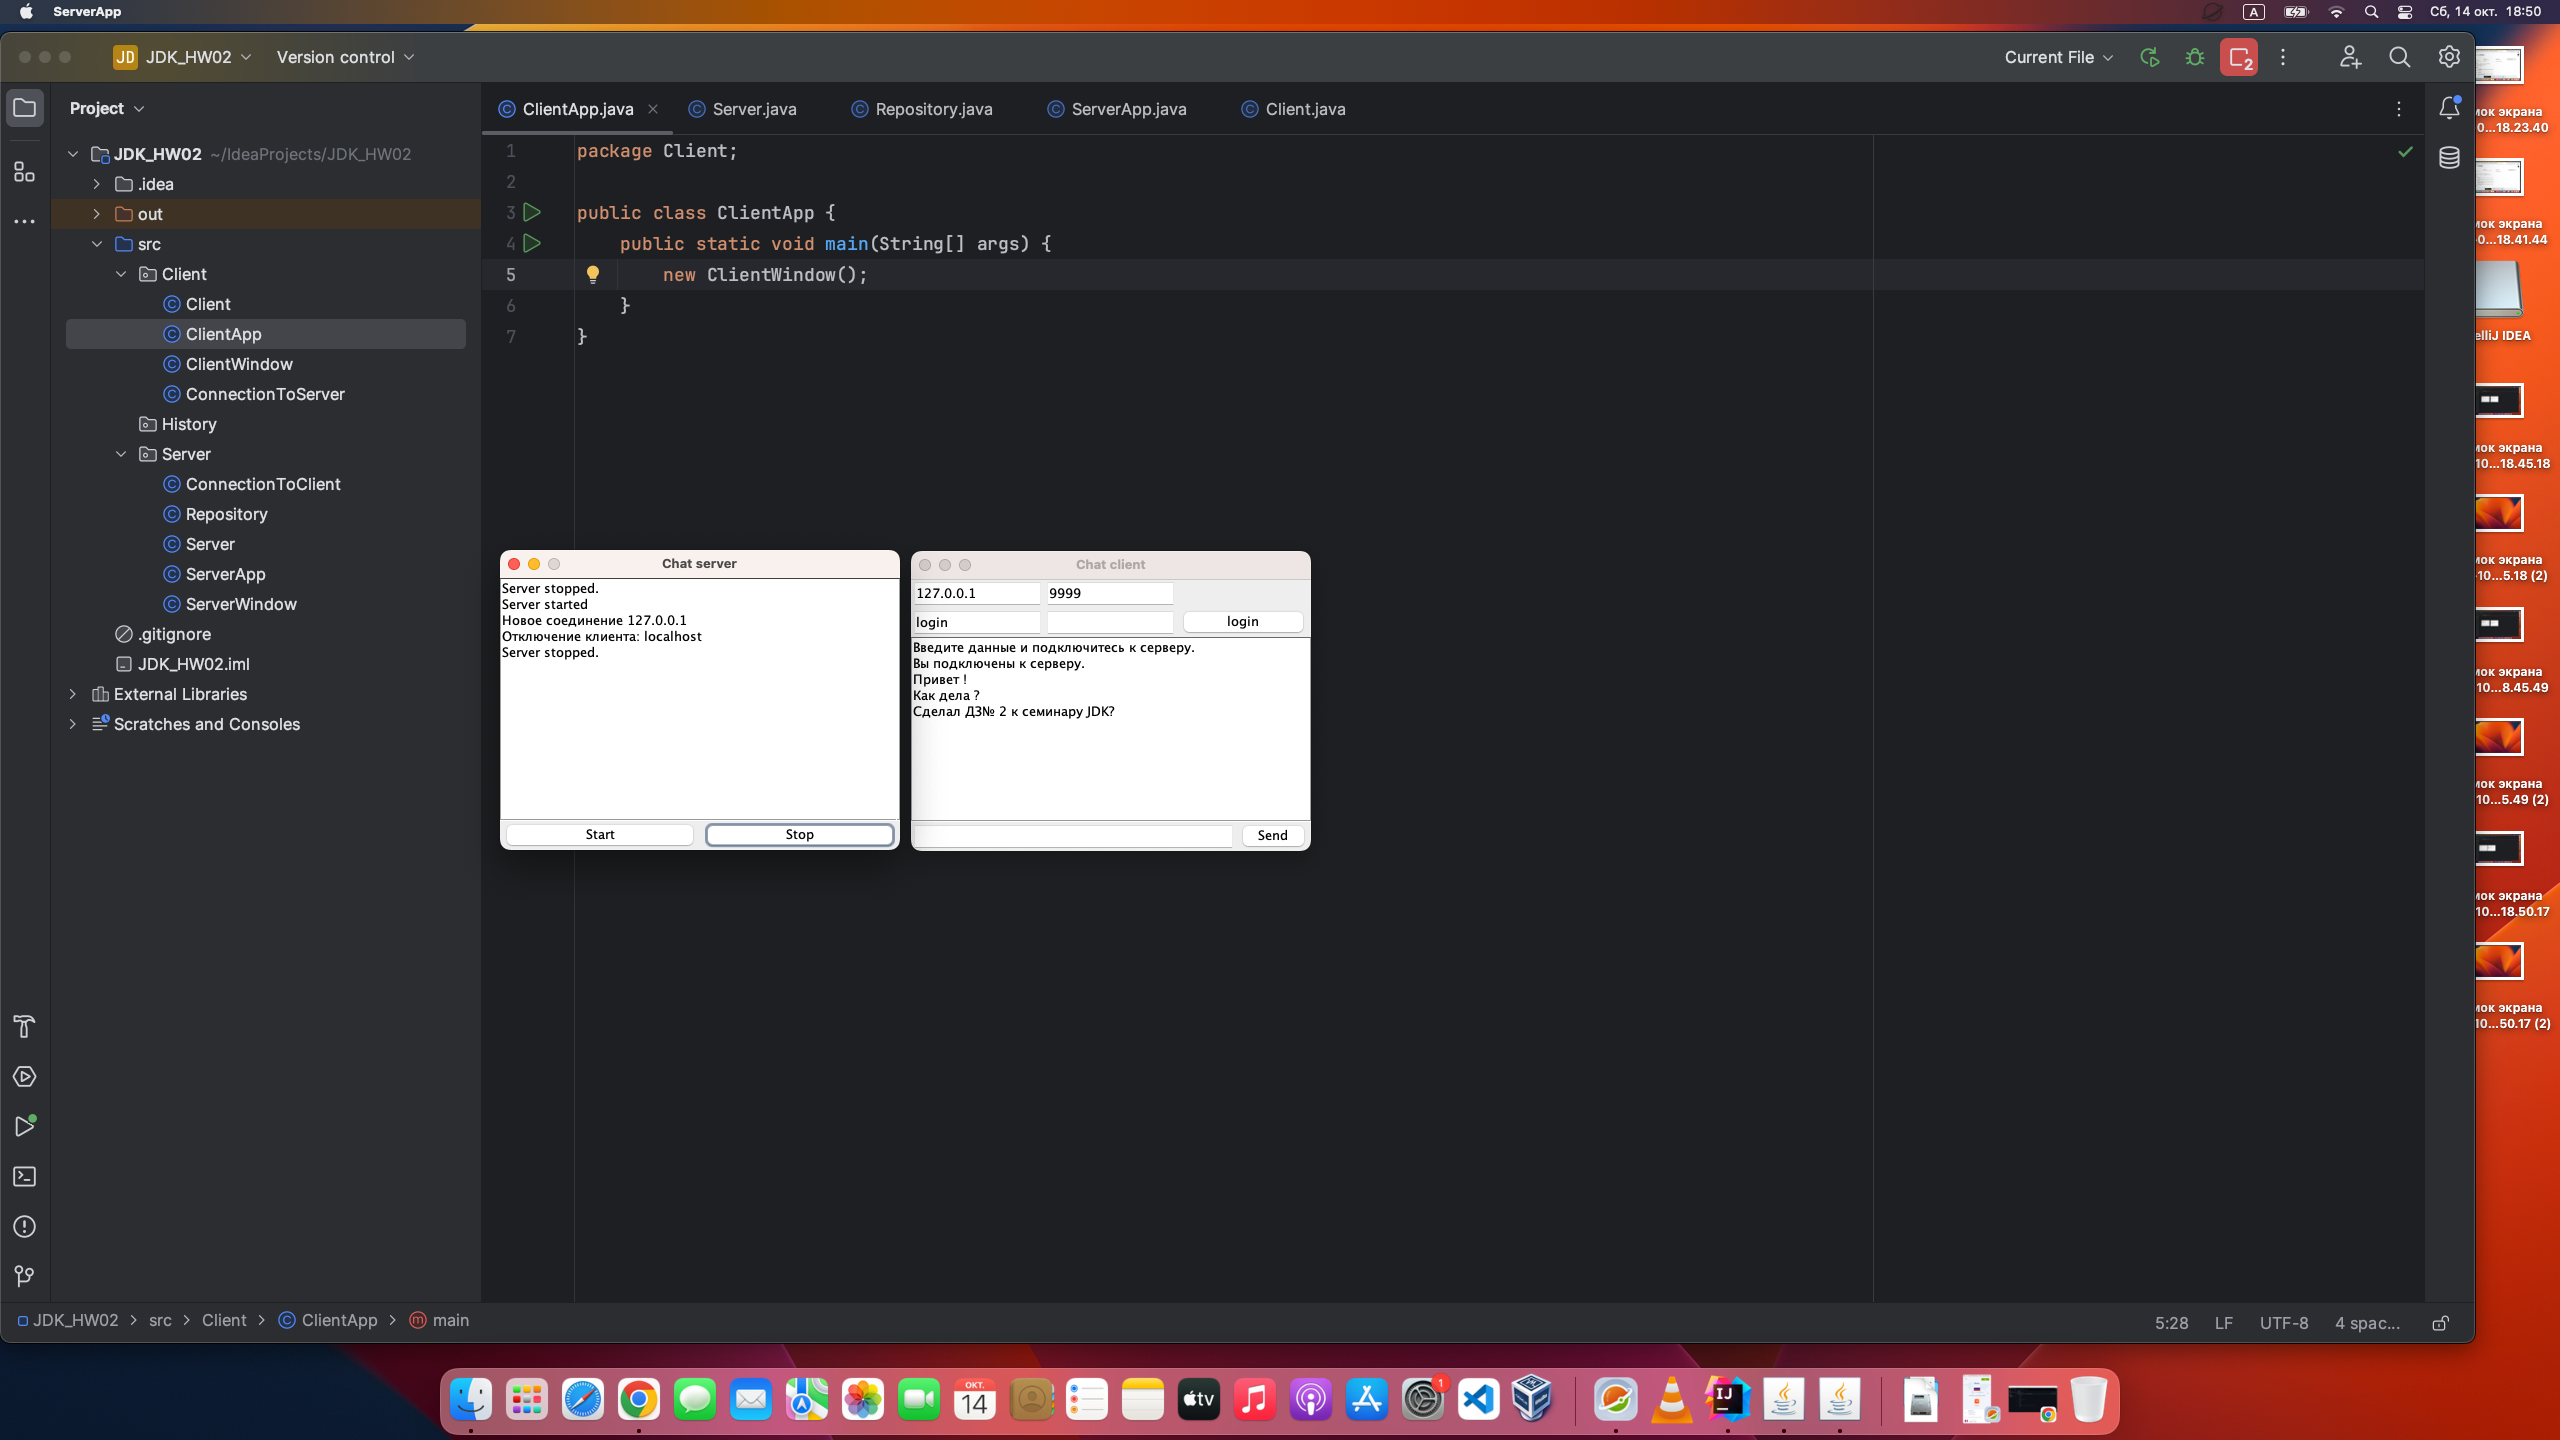 ServerApp
A
Сб, 14 окт. 18:50
JD JDK_HW02
Version control
Current File
2
Project
ClientApp.java
Server.java
Repository.java
ServerApp.java
Client.java
JDK_HW02 ~/IdeaProjects/JDK_HW02
.idea
out
src
Client
Client
ClientApp
ClientWindow
ConnectionToServer
History
Server
ConnectionToClient
Repository
Server
ServerApp
ServerWindow
.gitignore
JDK_HW02.iml
External Libraries
Scratches and Consoles
1 package Client;
2
3 public class ClientApp {
4 public static void main(String[] args) {
5 new ClientWindow();
6 }
7 }
Chat server
Server stopped.
Server started
Новое соединение 127.0.0.1
Отключение клиента: localhost
Server stopped.
Start
Stop
Chat client
127.0.0.1 9999
login
login
Введите данные и подключитесь к серверу.
Вы подключены к серверу.
Привет !
Как дела ?
Сделал ДЗ№ 2 к семинару JDK?
Send
мок экрана
0...18.23.40
мок экрана
-0...18.41.44
elliJ IDEA
мок экрана
10...18.45.18
мок экрана
-10...5.18 (2)
мок экрана
10...8.45.49
мок экрана
10...5.49 (2)
мок экрана
10...18.50.17
мок экрана
10...50.17 (2)
JDK_HW02 > src > Client > ClientApp > main
5:28 LF UTF-8 4 spac...
ОКТ.
14
tv
1
IJ